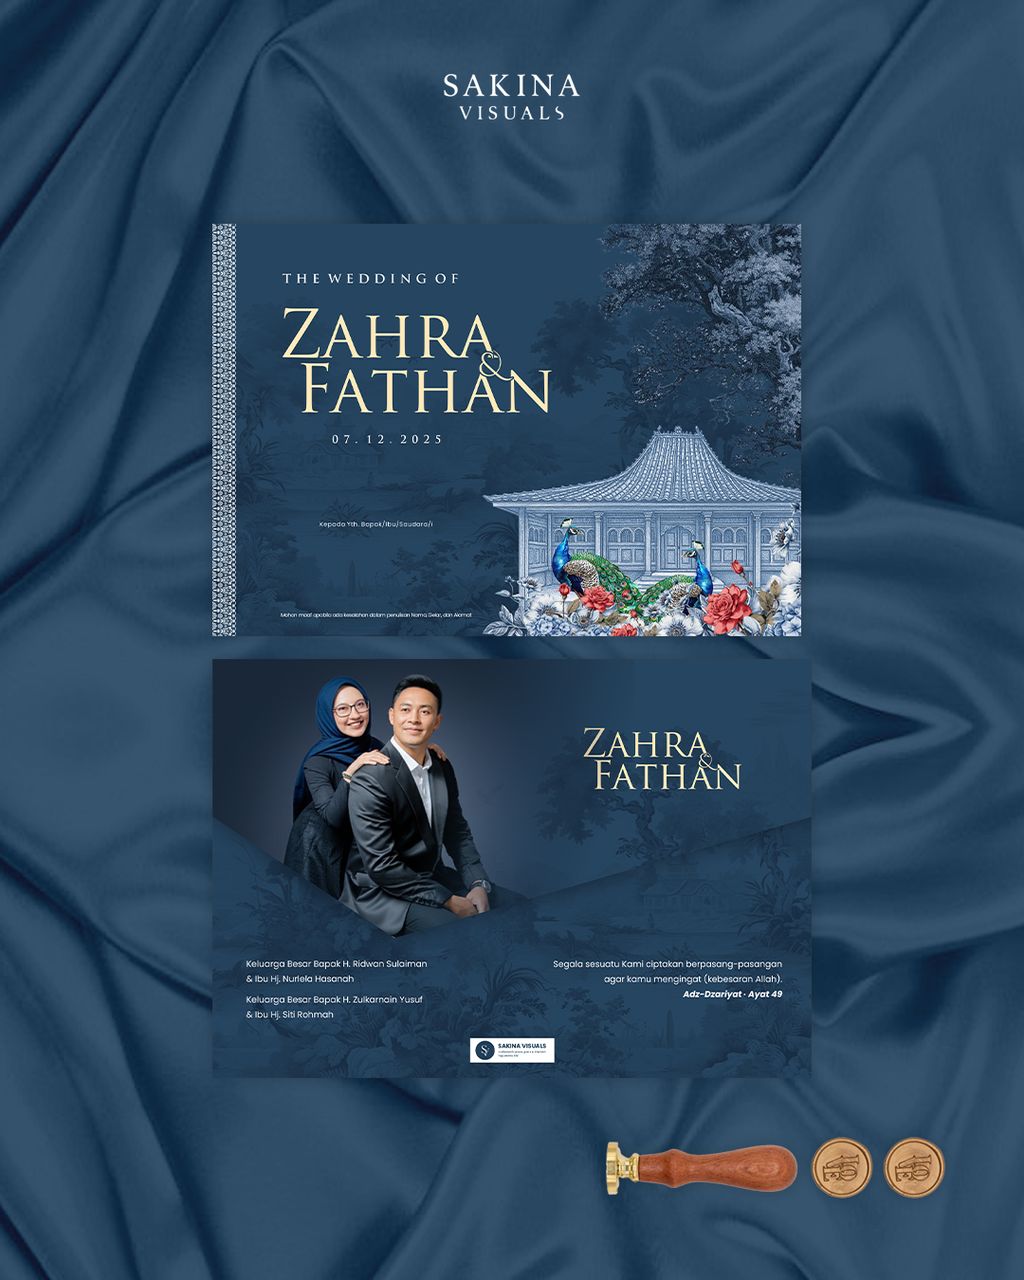 SAKINA
VISUALS
THE WEDDING OF
ZAHRA
&
FATHAN
07. 12. 2025
Kepada Yth. Bapak/Ibu/Saudara/i
Mohon maaf apabila ada kesalahan dalam penulisan Nama, Gelar, dan Alamat
ZAHRA
&
FATHAN
Keluarga Besar Bapak H. Ridwan Sulaiman
& Ibu Hj. Nurlela Hasanah
Keluarga Besar Bapak H. Zulkarnain Yusuf
& Ibu Hj. Siti Rohmah
Segala sesuatu Kami ciptakan berpasang-pasangan
agar kamu mengingat (kebesaran Allah).
Adz-Dzariyat · Ayat 49
SAKINA VISUALS